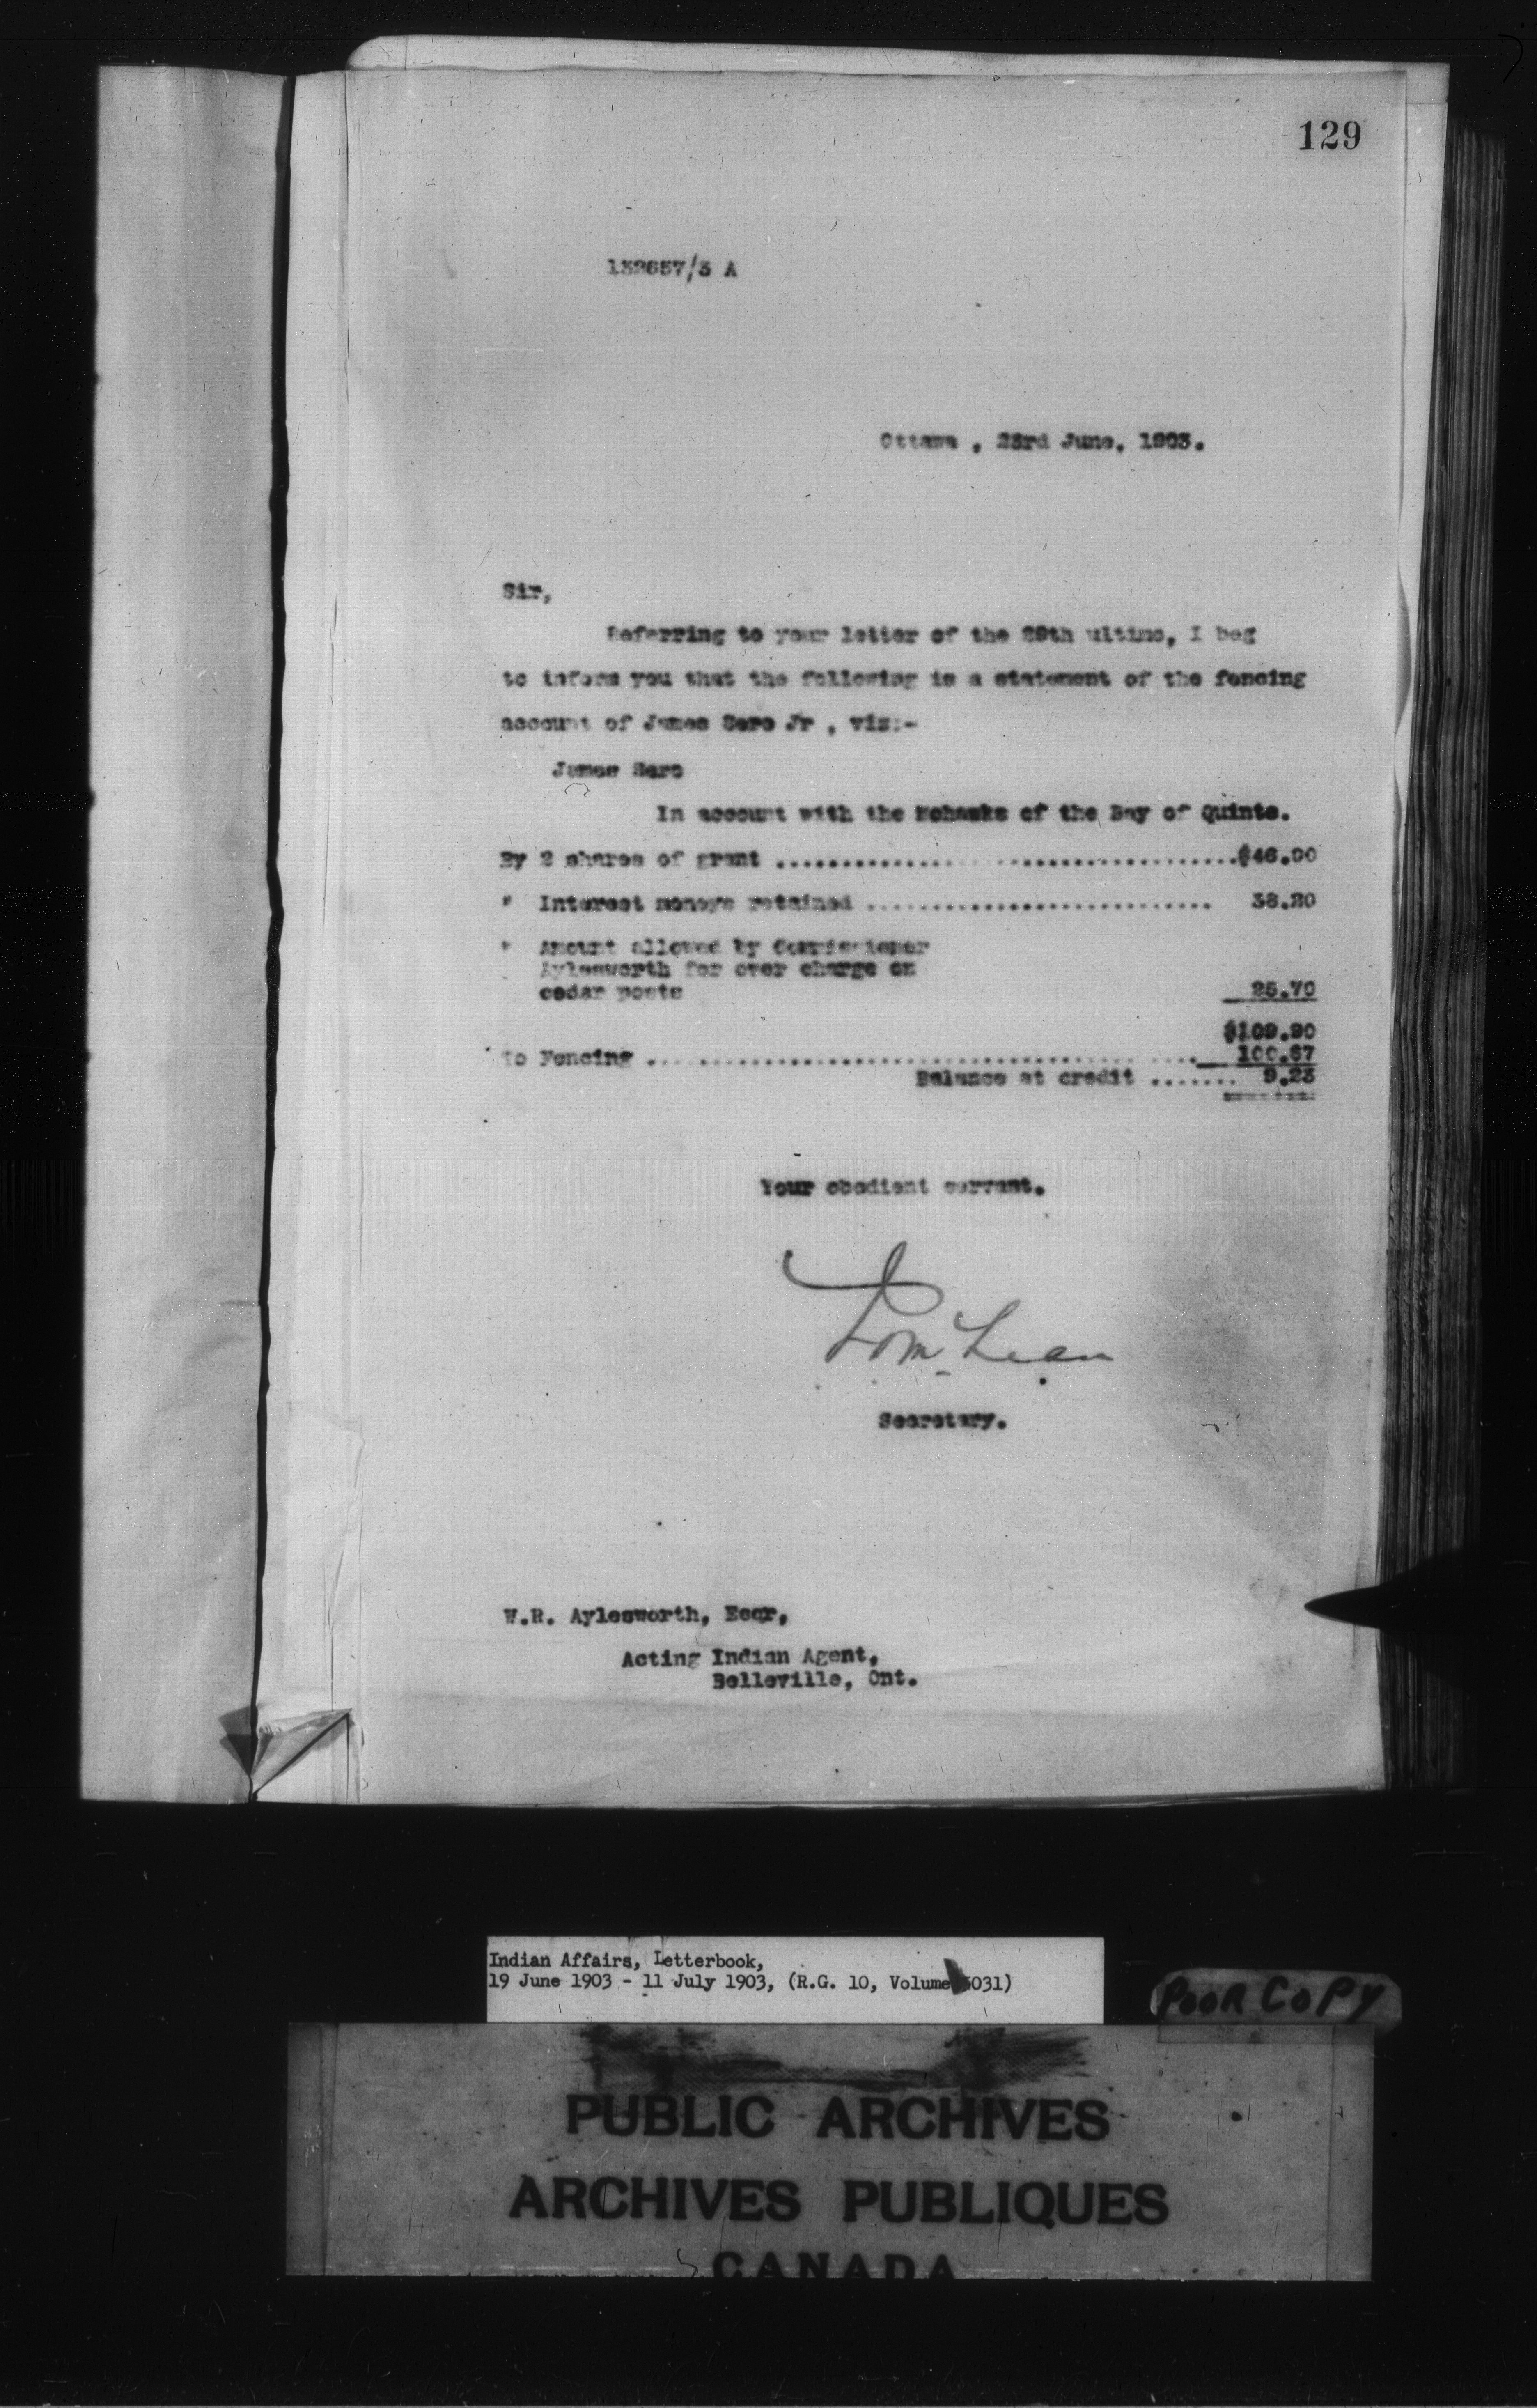 129
132657/3 A
Ottawa , 23rd June, 1903.
Sir,
Referring to your letter of the 29th ultimo, I beg
to inform you that the following is a statement of the fencing
account of James Sero Jr , viz:-
James Sero
In account with the Mohawks of the Bay of Quinte.
By 2 shares of grant ........................................ $46.00
" Interest moneys retained ........................... 38.20
" Amount allowed by Commissioner
Aylesworth for over charge on
cedar posts 25.70
$109.90
To Fencing ........................................... 100.67
Balance at credit ....... 9.23
Your obedient servant.
McLean
Secretary.
W.R. Aylesworth, Esqr,
Acting Indian Agent,
Belleville, Ont.
Indian Affairs, Letterbook,
19 June 1903 - 11 July 1903, (R.G. 10, Volume 5031)
POOR COPY
PUBLIC ARCHIVES
ARCHIVES PUBLIQUES
CANADA